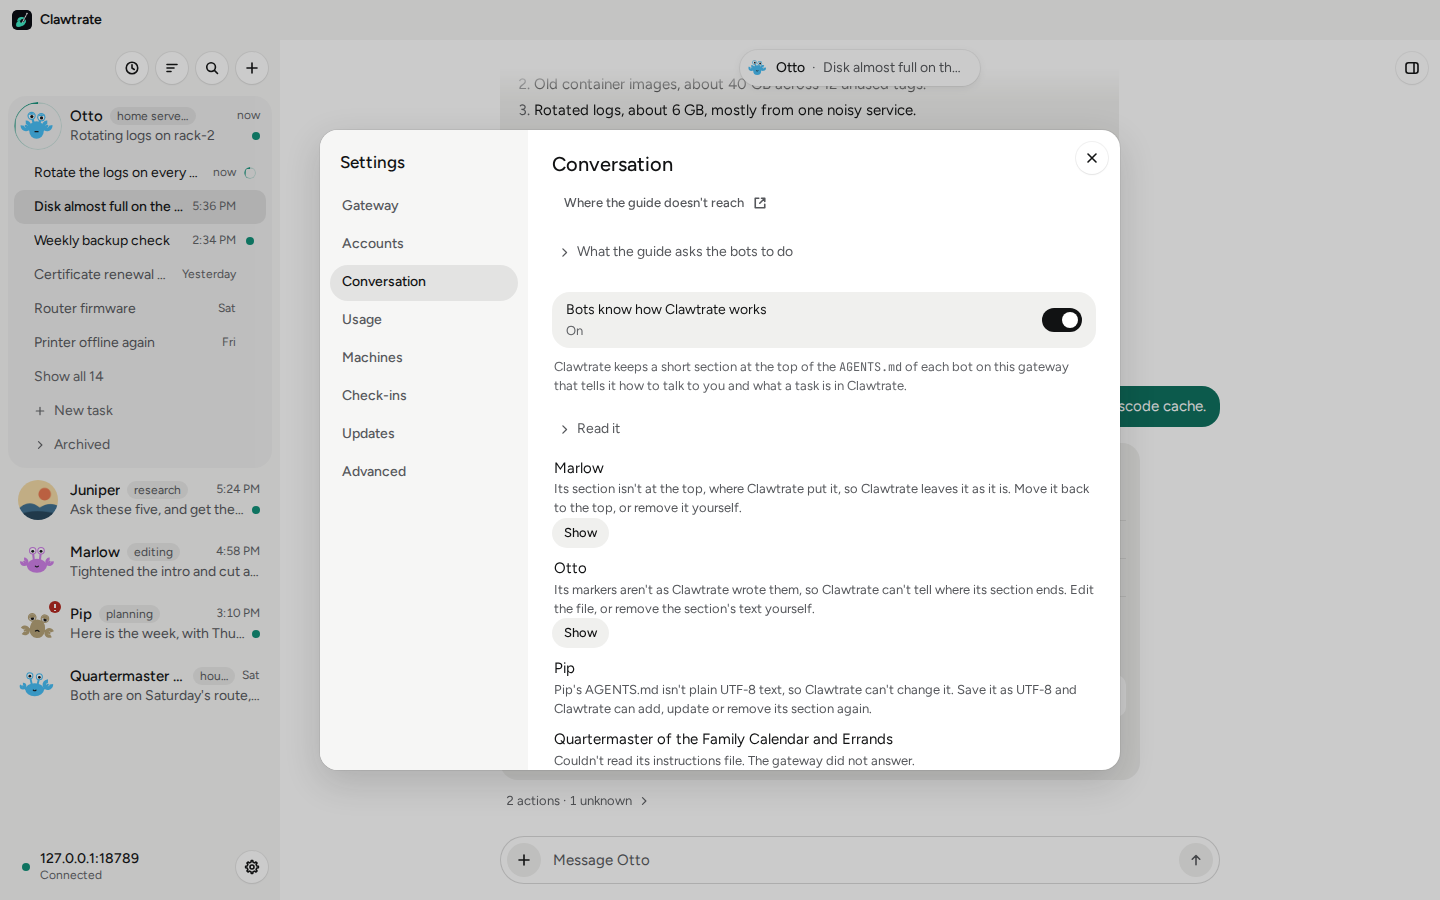 Clawtrate
Otto · Disk almost full on th...
Otto home serve... now
Rotating logs on rack-2
Rotate the logs on every ... now
Disk almost full on the ... 5:36 PM
Weekly backup check 2:34 PM
Certificate renewal ... Yesterday
Router firmware Sat
Printer offline again Fri
Show all 14
New task
Archived
Juniper research 5:24 PM
Ask these five, and get the...
Marlow editing 4:58 PM
Tightened the intro and cut a...
Pip planning 3:10 PM
Here is the week, with Thu...
Quartermaster ... hou... Sat
Both are on Saturday's route,...
127.0.0.1:18789
Connected
2. Old container images, about 40 GB across 12 unused tags.
3. Rotated logs, about 6 GB, mostly from one noisy service.
scode cache.
Settings
Gateway
Accounts
Conversation
Usage
Machines
Check-ins
Updates
Advanced
Conversation
Where the guide doesn't reach
What the guide asks the bots to do
Bots know how Clawtrate works
On
Clawtrate keeps a short section at the top of the AGENTS.md of each bot on this gateway
that tells it how to talk to you and what a task is in Clawtrate.
Read it
Marlow
Its section isn't at the top, where Clawtrate put it, so Clawtrate leaves it as it is. Move it back
to the top, or remove it yourself.
Show
Otto
Its markers aren't as Clawtrate wrote them, so Clawtrate can't tell where its section ends. Edit
the file, or remove the section's text yourself.
Show
Pip
Pip's AGENTS.md isn't plain UTF-8 text, so Clawtrate can't change it. Save it as UTF-8 and
Clawtrate can add, update or remove its section again.
Quartermaster of the Family Calendar and Errands
Couldn't read its instructions file. The gateway did not answer.
2 actions · 1 unknown
Message Otto